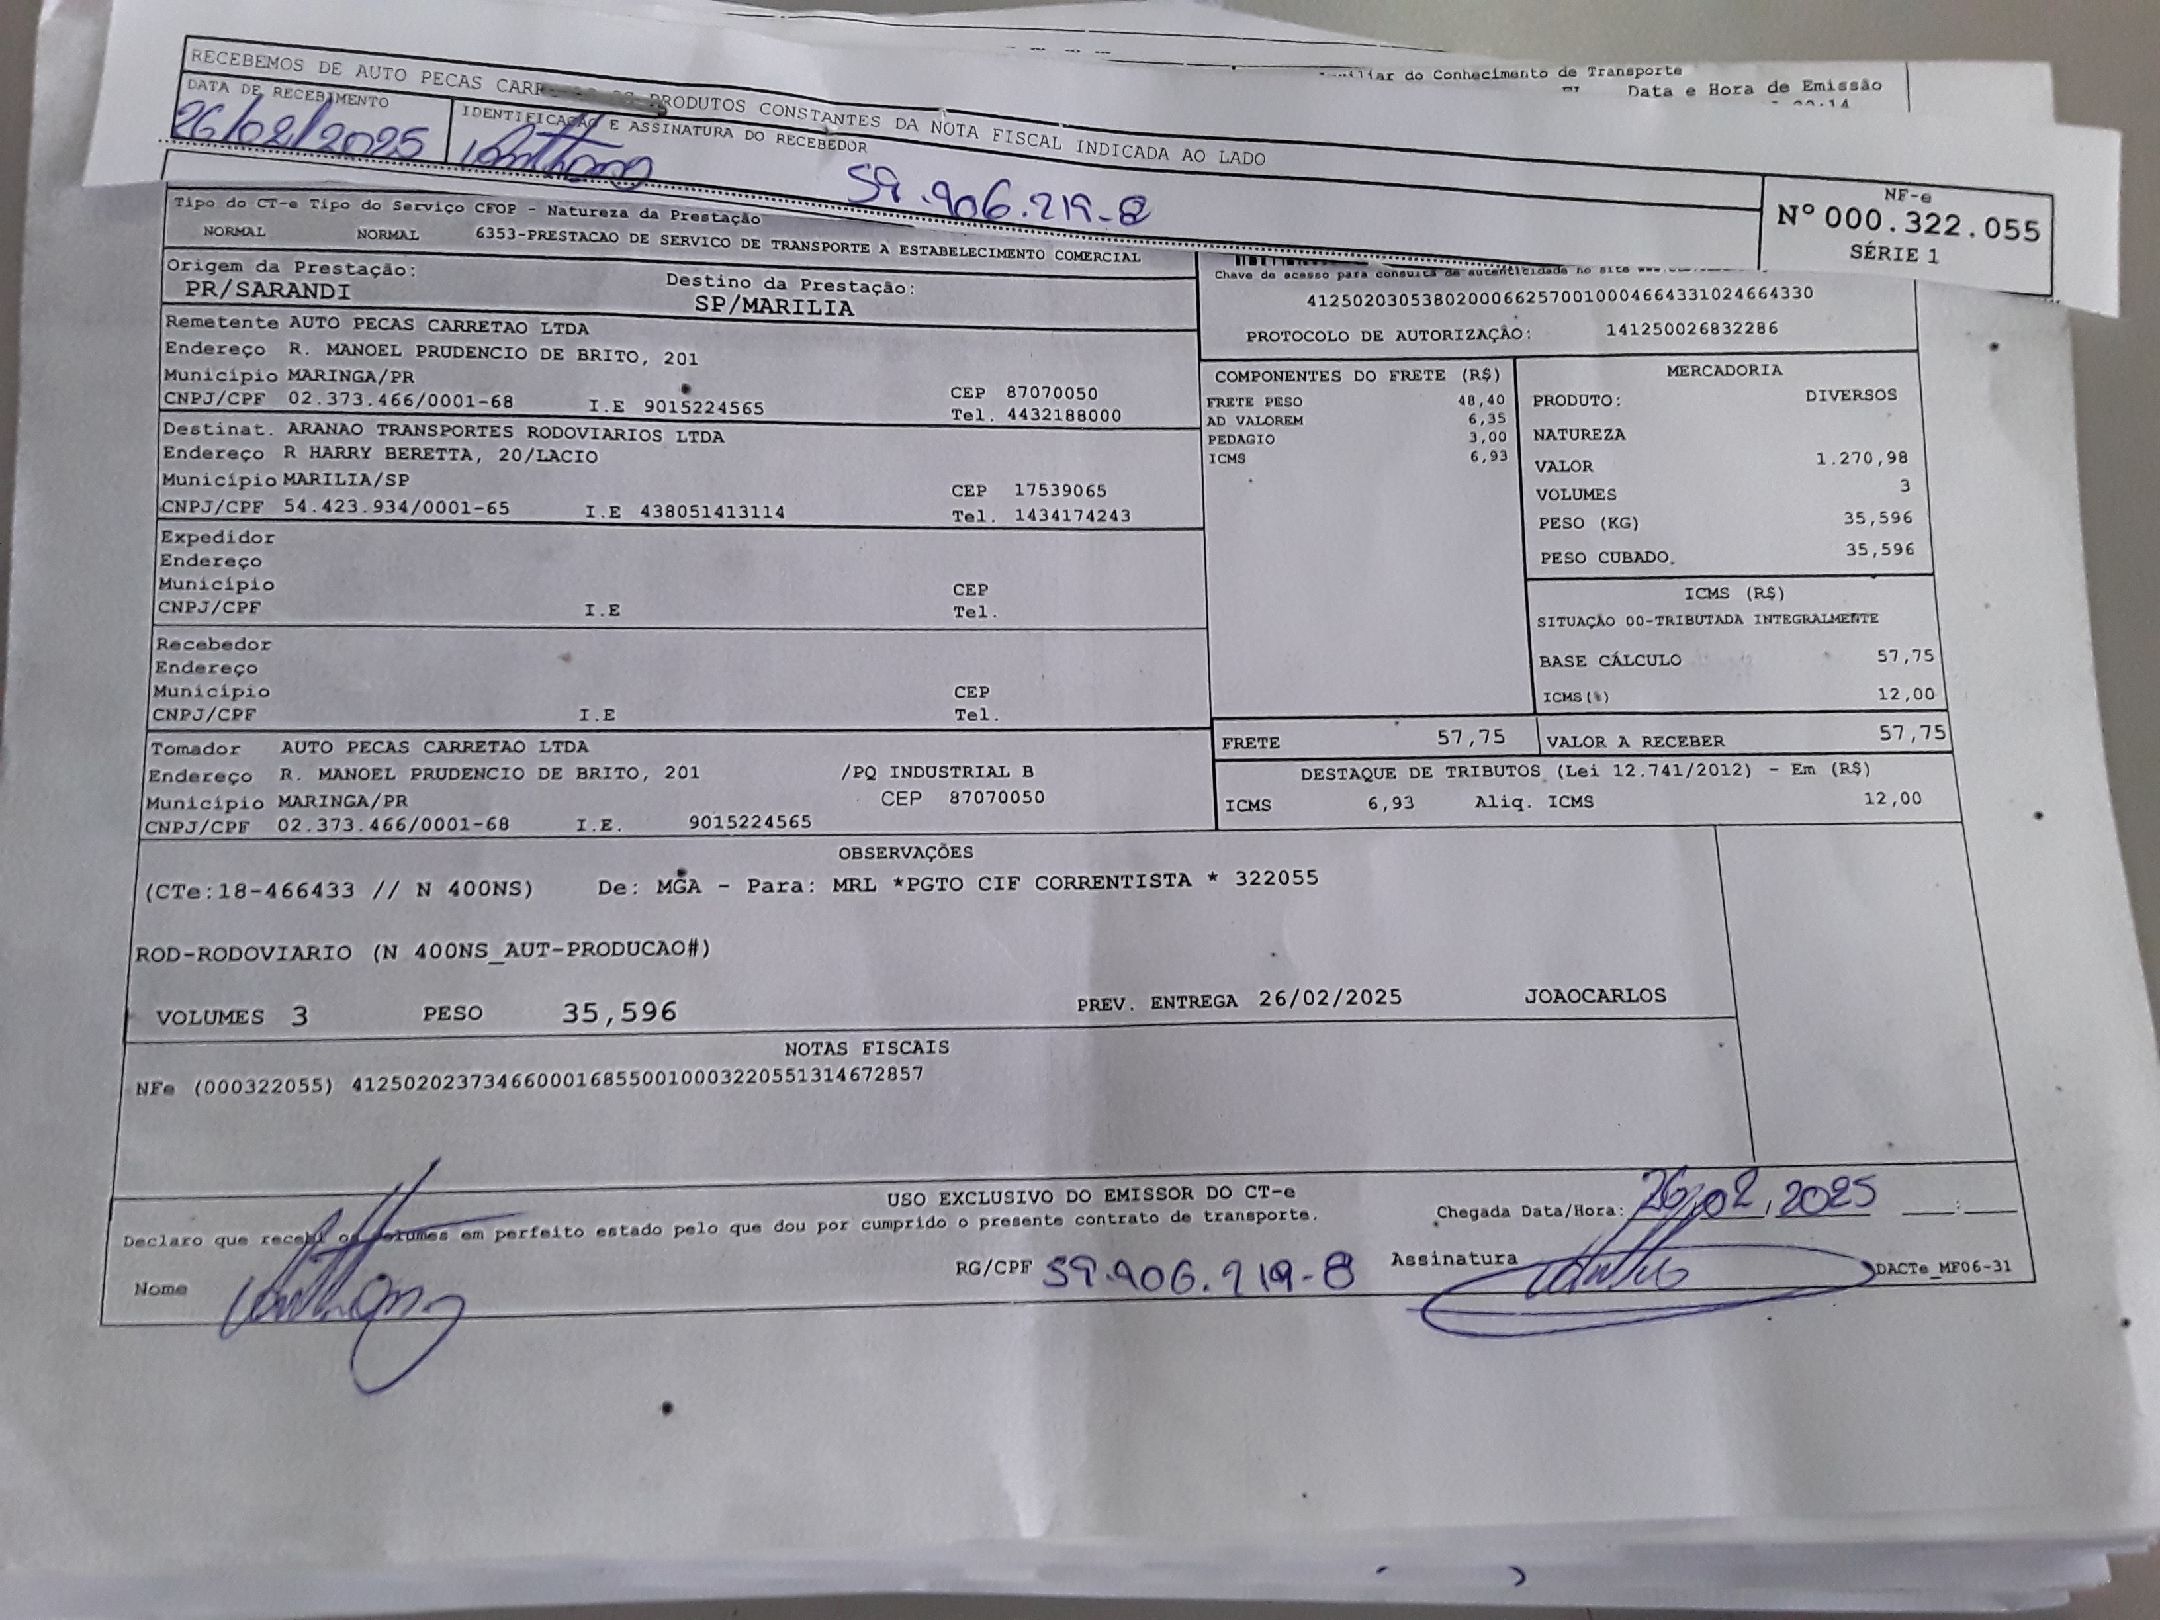 iliar do Conhecimento de Transporte
Data e Hora de Emissão
RECEBEMOS DE AUTO PECAS PRODUTOS CONSTANTES DA NOTA FISCAL INDICADA AO LADO
DATA DE RECEBIMENTO IDENTIFICAÇÃO E ASSINATURA DO RECEBEDOR
26/02/2025 59.906.219-8
NF-e
Nº 000.322.055
SÉRIE 1
Tipo do CT-e Tipo do Serviço CFOP - Natureza da Prestação
NORMAL NORMAL 6353-PRESTACAO DE SERVICO DE TRANSPORTE A ESTABELECIMENTO COMERCIAL
Origem da Prestação: Destino da Prestação:
PR/SARANDI SP/MARILIA
Chave de acesso para consulta de autenticidade no site
41250203053802000662570010004664331024664330
PROTOCOLO DE AUTORIZAÇÃO: 141250026832286
Remetente AUTO PECAS CARRETAO LTDA
Endereço R. MANOEL PRUDENCIO DE BRITO, 201
Município MARINGA/PR CEP 87070050
CNPJ/CPF 02.373.466/0001-68 I.E 9015224565 Tel. 4432188000
Destinat. ARANAO TRANSPORTES RODOVIARIOS LTDA
Endereço R HARRY BERETTA, 20/LACIO
Município MARILIA/SP CEP 17539065
CNPJ/CPF 54.423.934/0001-65 I.E 438051413114 Tel. 1434174243
Expedidor
Endereço
Município CEP
CNPJ/CPF I.E Tel.
Recebedor
Endereço
Município CEP
CNPJ/CPF I.E Tel.
Tomador AUTO PECAS CARRETAO LTDA
Endereço R. MANOEL PRUDENCIO DE BRITO, 201 /PQ INDUSTRIAL B
Município MARINGA/PR CEP 87070050
CNPJ/CPF 02.373.466/0001-68 I.E. 9015224565
COMPONENTES DO FRETE (R$)
FRETE PESO 48,40
AD VALOREM 6,35
PEDAGIO 3,00
ICMS 6,93
MERCADORIA
PRODUTO: DIVERSOS
NATUREZA
VALOR 1.270,98
VOLUMES 3
PESO (KG) 35,596
PESO CUBADO. 35,596
ICMS (R$)
SITUAÇÃO 00-TRIBUTADA INTEGRALMENTE
BASE CÁLCULO 57,75
ICMS(%) 12,00
FRETE 57,75 VALOR A RECEBER 57,75
DESTAQUE DE TRIBUTOS (Lei 12.741/2012) - Em (R$)
ICMS 6,93 Aliq. ICMS 12,00
OBSERVAÇÕES
(CTe:18-466433 // N 400NS) De: MGA - Para: MRL *PGTO CIF CORRENTISTA * 322055
ROD-RODOVIARIO (N 400NS_AUT-PRODUCAO#)
VOLUMES 3 PESO 35,596 PREV. ENTREGA 26/02/2025 JOAOCARLOS
NOTAS FISCAIS
NFe (000322055) 41250202373466000168550010003220551314672857
USO EXCLUSIVO DO EMISSOR DO CT-e
Declaro que recebi os volumes em perfeito estado pelo que dou por cumprido o presente contrato de transporte.
Chegada Data/Hora: 26,02,2025 __:__
Nome RG/CPF 59.906.219-8 Assinatura DACTe_MF06-31